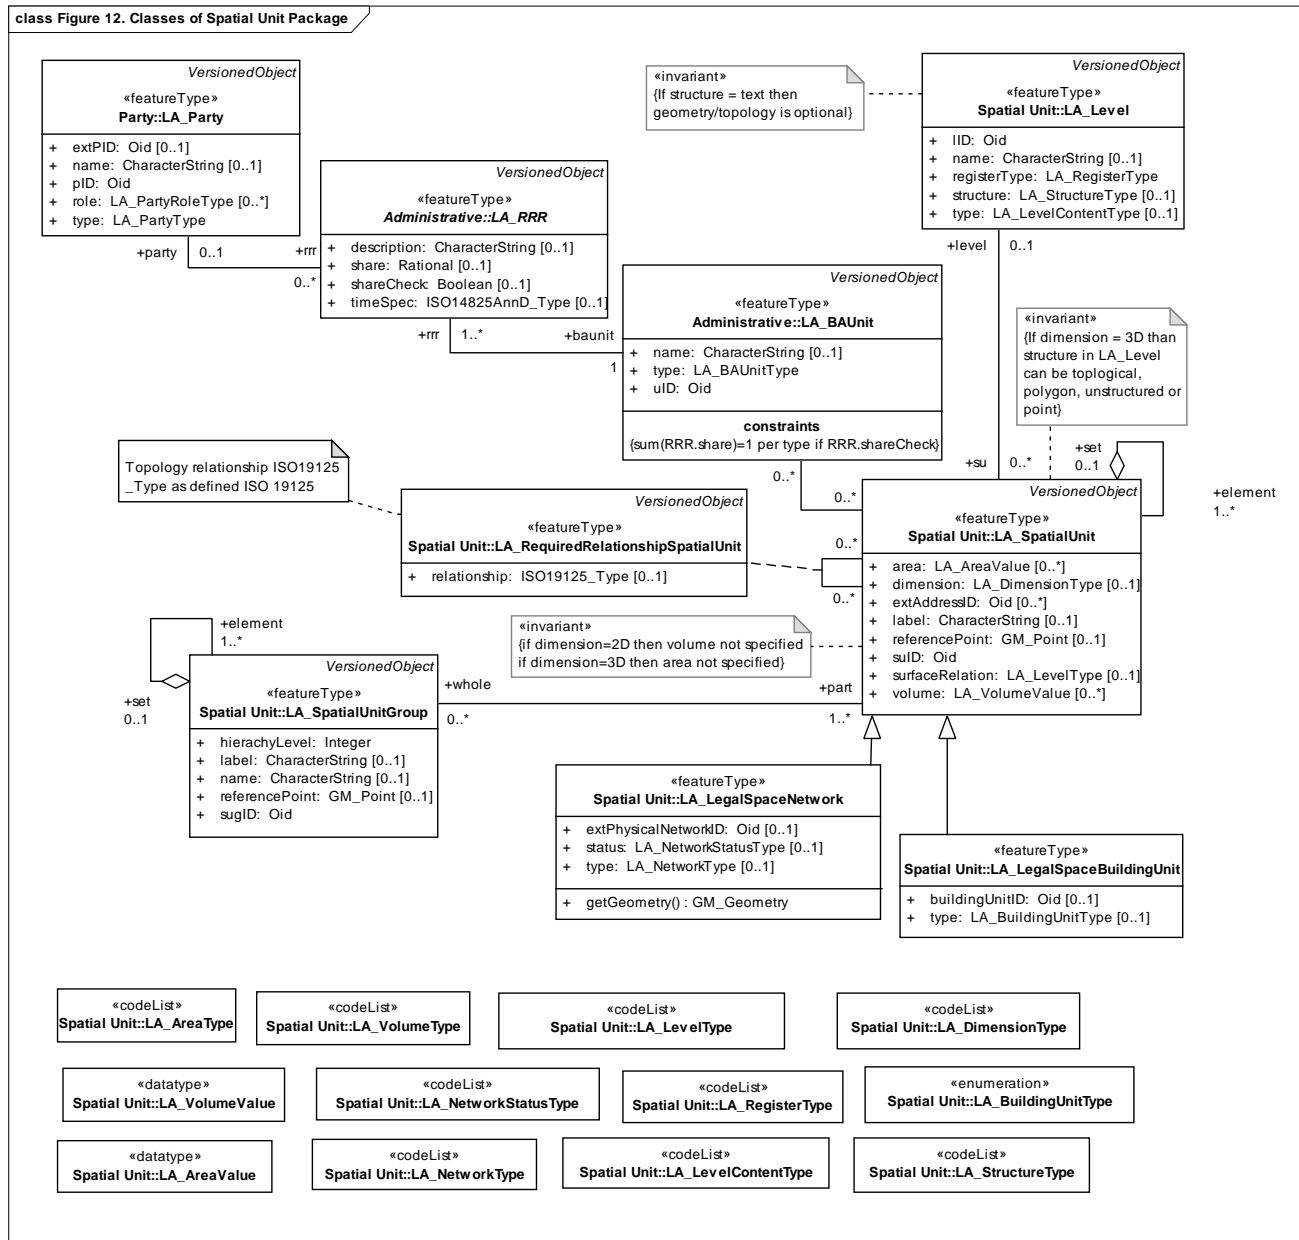 class Figure 12. Classes of Spatial Unit Package
VersionedObject
«featureType»
Party::LA_Party
+ extPID: Oid [0..1]
+ name: CharacterString [0..1]
+ pID: Oid
+ role: LA_PartyRoleType [0..*]
+ type: LA_PartyType
+party 0..1
+rrr
0..*
VersionedObject
«featureType»
Administrative::LA_RRR
+ description: CharacterString [0..1]
+ share: Rational [0..1]
+ shareCheck: Boolean [0..1]
+ timeSpec: ISO14825AnnD_Type [0..1]
+rrr 1..*
+baunit
1
«invariant»
{If structure = text then
geometry/topology is optional}
VersionedObject
«featureType»
Spatial Unit::LA_Level
+ lID: Oid
+ name: CharacterString [0..1]
+ registerType: LA_RegisterType
+ structure: LA_StructureType [0..1]
+ type: LA_LevelContentType [0..1]
+level 0..1
VersionedObject
«featureType»
Administrative::LA_BAUnit
+ name: CharacterString [0..1]
+ type: LA_BAUnitType
+ uID: Oid
constraints
{sum(RRR.share)=1 per type if RRR.shareCheck}
0..*
0..*
«invariant»
{If dimension = 3D than
structure in LA_Level
can be toplogical,
polygon, unstructured or
point}
+su 0..*
+set
0..1
+element
1..*
Topology relationship ISO19125
_Type as defined ISO 19125
VersionedObject
«featureType»
Spatial Unit::LA_RequiredRelationshipSpatialUnit
+ relationship: ISO19125_Type [0..1]
0..*
0..*
VersionedObject
«featureType»
Spatial Unit::LA_SpatialUnit
+ area: LA_AreaValue [0..*]
+ dimension: LA_DimensionType [0..1]
+ extAddressID: Oid [0..*]
+ label: CharacterString [0..1]
+ referencePoint: GM_Point [0..1]
+ suID: Oid
+ surfaceRelation: LA_LevelType [0..1]
+ volume: LA_VolumeValue [0..*]
«invariant»
{if dimension=2D then volume not specified
if dimension=3D then area not specified}
+element
1..*
+set
0..1
VersionedObject
«featureType»
Spatial Unit::LA_SpatialUnitGroup
+ hierachyLevel: Integer
+ label: CharacterString [0..1]
+ name: CharacterString [0..1]
+ referencePoint: GM_Point [0..1]
+ sugID: Oid
+whole
0..*
+part
1..*
«featureType»
Spatial Unit::LA_LegalSpaceNetwork
+ extPhysicalNetworkID: Oid [0..1]
+ status: LA_NetworkStatusType [0..1]
+ type: LA_NetworkType [0..1]
+ getGeometry() : GM_Geometry
«featureType»
Spatial Unit::LA_LegalSpaceBuildingUnit
+ buildingUnitID: Oid [0..1]
+ type: LA_BuildingUnitType [0..1]
«codeList»
Spatial Unit::LA_AreaType
«codeList»
Spatial Unit::LA_VolumeType
«codeList»
Spatial Unit::LA_LevelType
«codeList»
Spatial Unit::LA_DimensionType
«datatype»
Spatial Unit::LA_VolumeValue
«codeList»
Spatial Unit::LA_NetworkStatusType
«codeList»
Spatial Unit::LA_RegisterType
«enumeration»
Spatial Unit::LA_BuildingUnitType
«datatype»
Spatial Unit::LA_AreaValue
«codeList»
Spatial Unit::LA_NetworkType
«codeList»
Spatial Unit::LA_LevelContentType
«codeList»
Spatial Unit::LA_StructureType